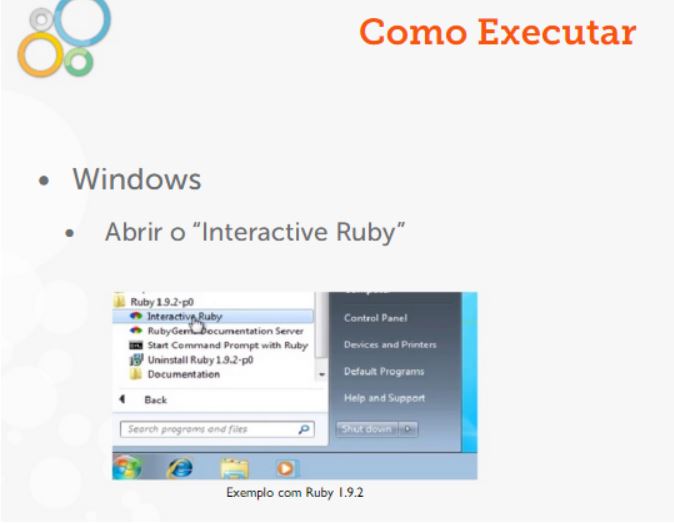 Como Executar
• Windows
• Abrir o “Interactive Ruby”
Ruby 1.9.2-p0
Interactive Ruby
RubyGems Documentation Server
Start Command Prompt with Ruby
Uninstall Ruby 1.9.2-p0
Documentation
Back
Search programs and files
Control Panel
Devices and Printers
Default Programs
Help and Support
Shut down
Exemplo com Ruby 1.9.2